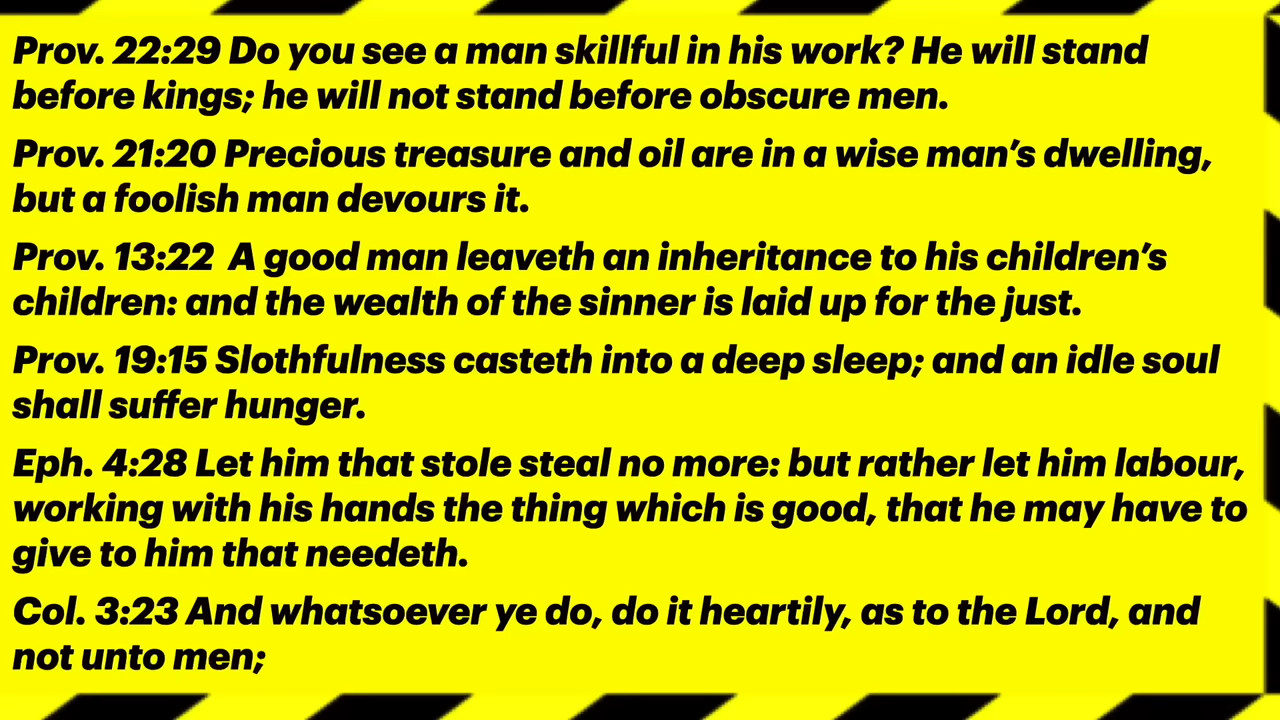 Prov. 22:29 Do you see a man skillful in his work? He will stand
before kings; he will not stand before obscure men.
Prov. 21:20 Precious treasure and oil are in a wise man’s dwelling,
but a foolish man devours it.
Prov. 13:22  A good man leaveth an inheritance to his children’s
children: and the wealth of the sinner is laid up for the just.
Prov. 19:15 Slothfulness casteth into a deep sleep; and an idle soul
shall suffer hunger.
Eph. 4:28 Let him that stole steal no more: but rather let him labour,
working with his hands the thing which is good, that he may have to
give to him that needeth.
Col. 3:23 And whatsoever ye do, do it heartily, as to the Lord, and
not unto men;